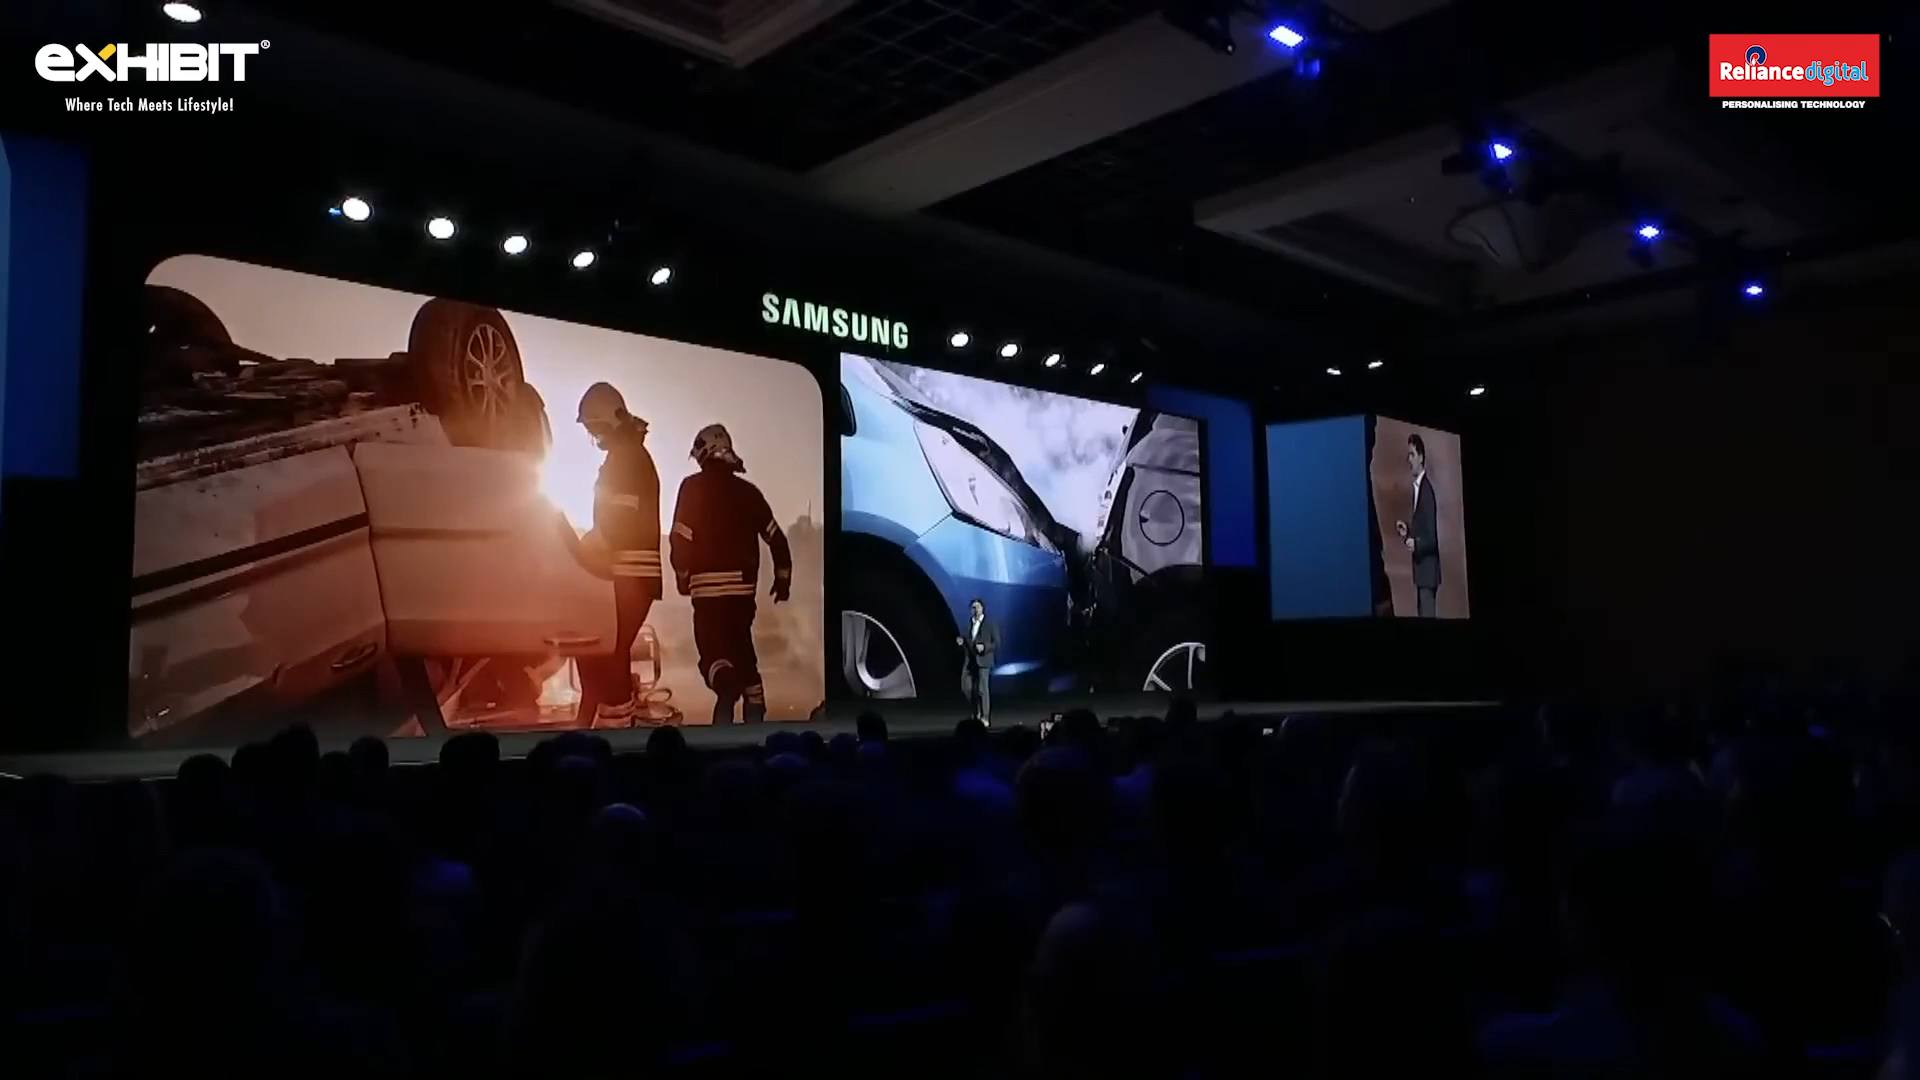 EXHIBIT®
Where Tech Meets Lifestyle!
Reliance digital
PERSONALISING TECHNOLOGY
SAMSUNG